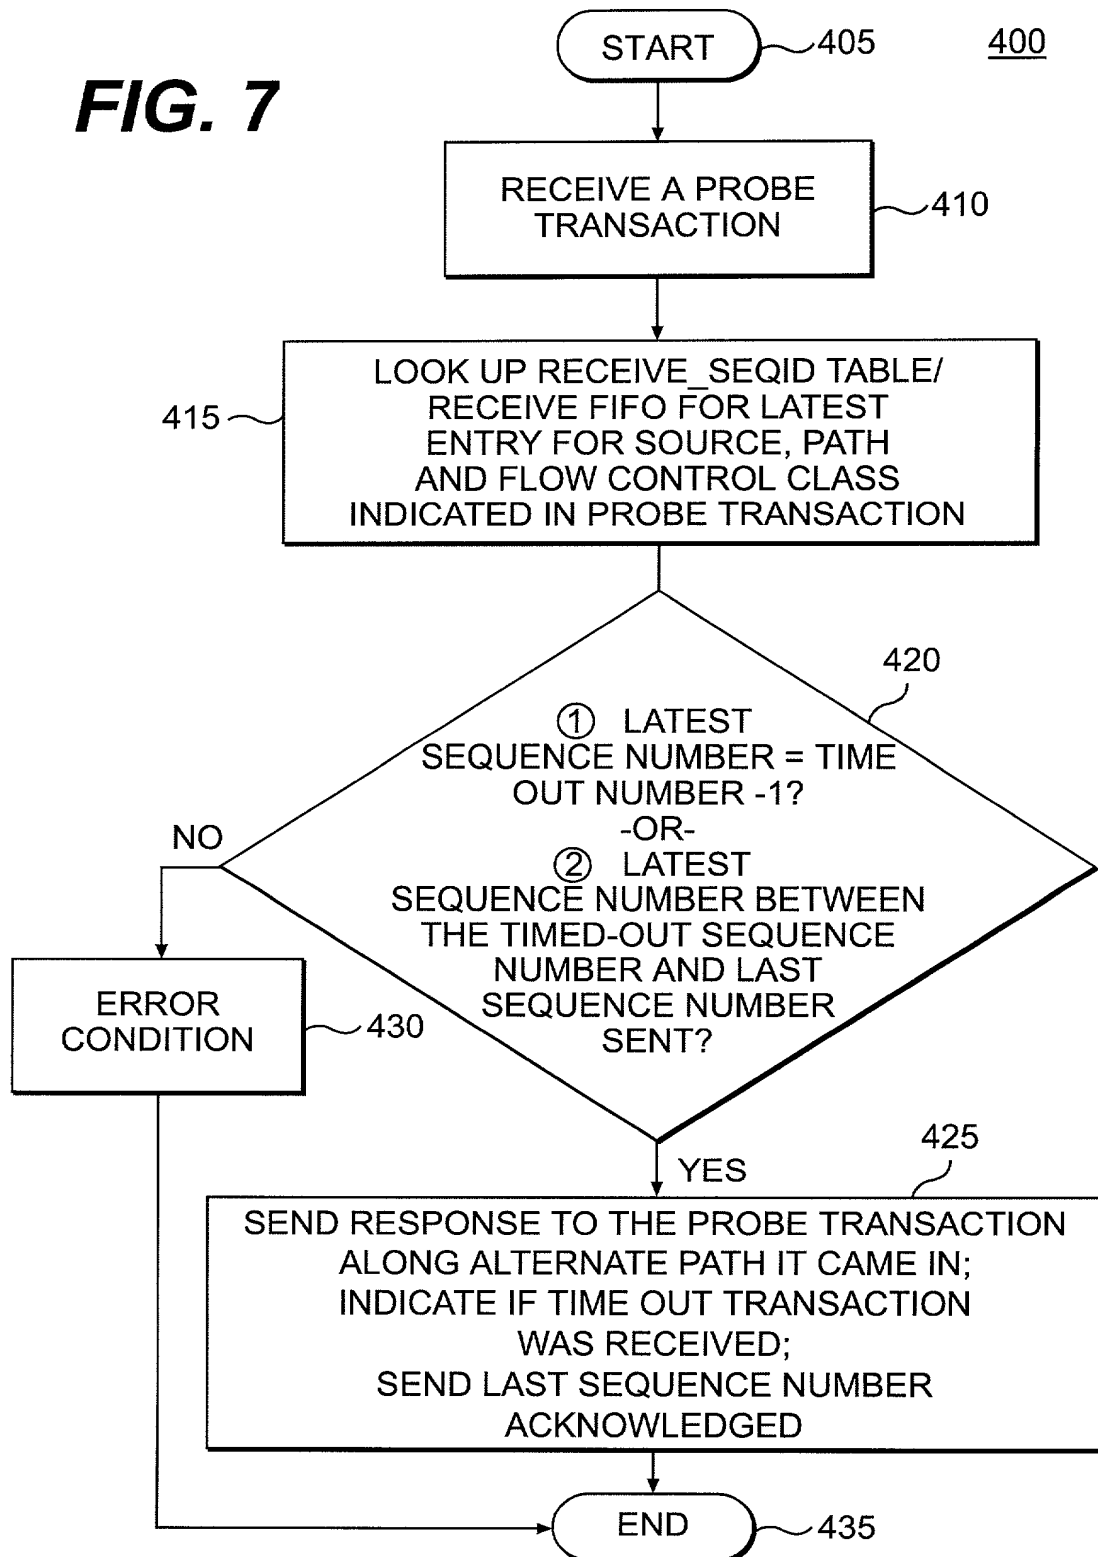 START
405
400
FIG. 7
RECEIVE A PROBE
TRANSACTION
410
LOOK UP RECEIVE_SEQID TABLE/
RECEIVE FIFO FOR LATEST
ENTRY FOR SOURCE, PATH
AND FLOW CONTROL CLASS
INDICATED IN PROBE TRANSACTION
415
420
① LATEST
SEQUENCE NUMBER = TIME
OUT NUMBER -1?
-OR-
② LATEST
SEQUENCE NUMBER BETWEEN
THE TIMED-OUT SEQUENCE
NUMBER AND LAST
SEQUENCE NUMBER
SENT?
NO
ERROR
CONDITION
430
YES
425
SEND RESPONSE TO THE PROBE TRANSACTION
ALONG ALTERNATE PATH IT CAME IN;
INDICATE IF TIME OUT TRANSACTION
WAS RECEIVED;
SEND LAST SEQUENCE NUMBER
ACKNOWLEDGED
END
435